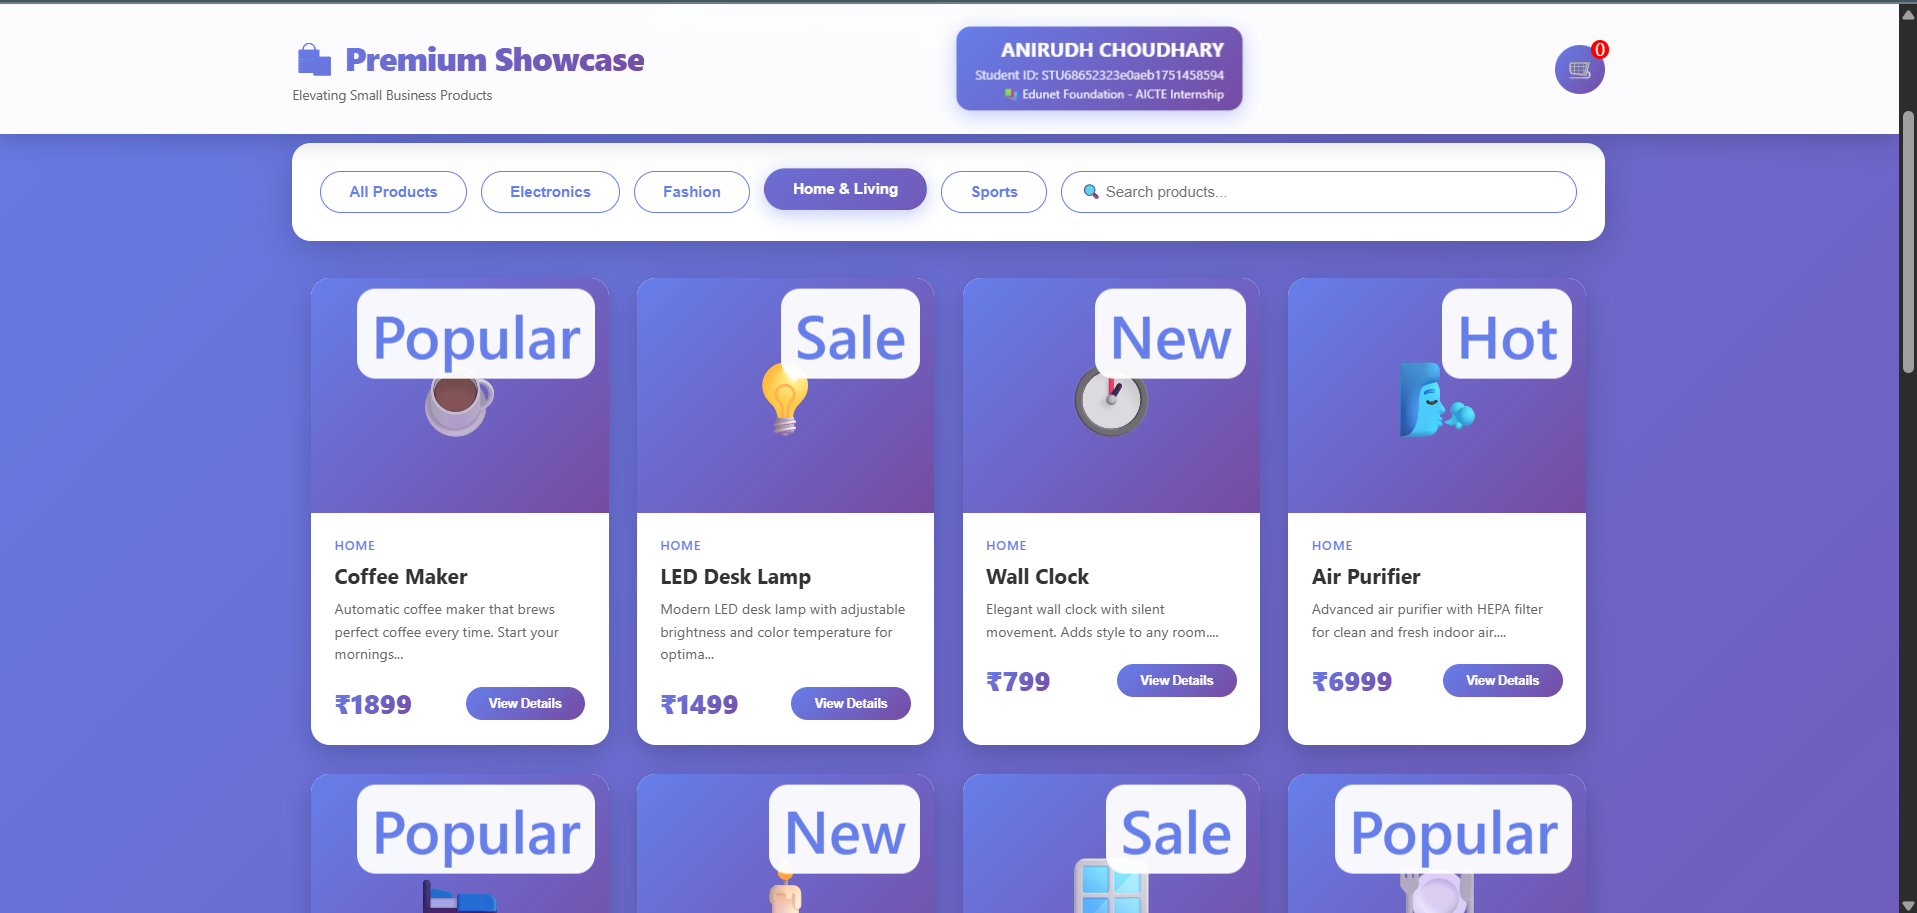 Premium Showcase
Elevating Small Business Products
ANIRUDH CHOUDHARY
Student ID: STU68652323e0aeb1751458594
Edunet Foundation - AICTE Internship
0
All Products
Electronics
Fashion
Home & Living
Sports
Search products...
Popular
Sale
New
Hot
HOME
Coffee Maker
Automatic coffee maker that brews
perfect coffee every time. Start your
mornings...
₹1899
View Details
HOME
LED Desk Lamp
Modern LED desk lamp with adjustable
brightness and color temperature for
optima...
₹1499
View Details
HOME
Wall Clock
Elegant wall clock with silent
movement. Adds style to any room....
₹799
View Details
HOME
Air Purifier
Advanced air purifier with HEPA filter
for clean and fresh indoor air....
₹6999
View Details
Popular
New
Sale
Popular